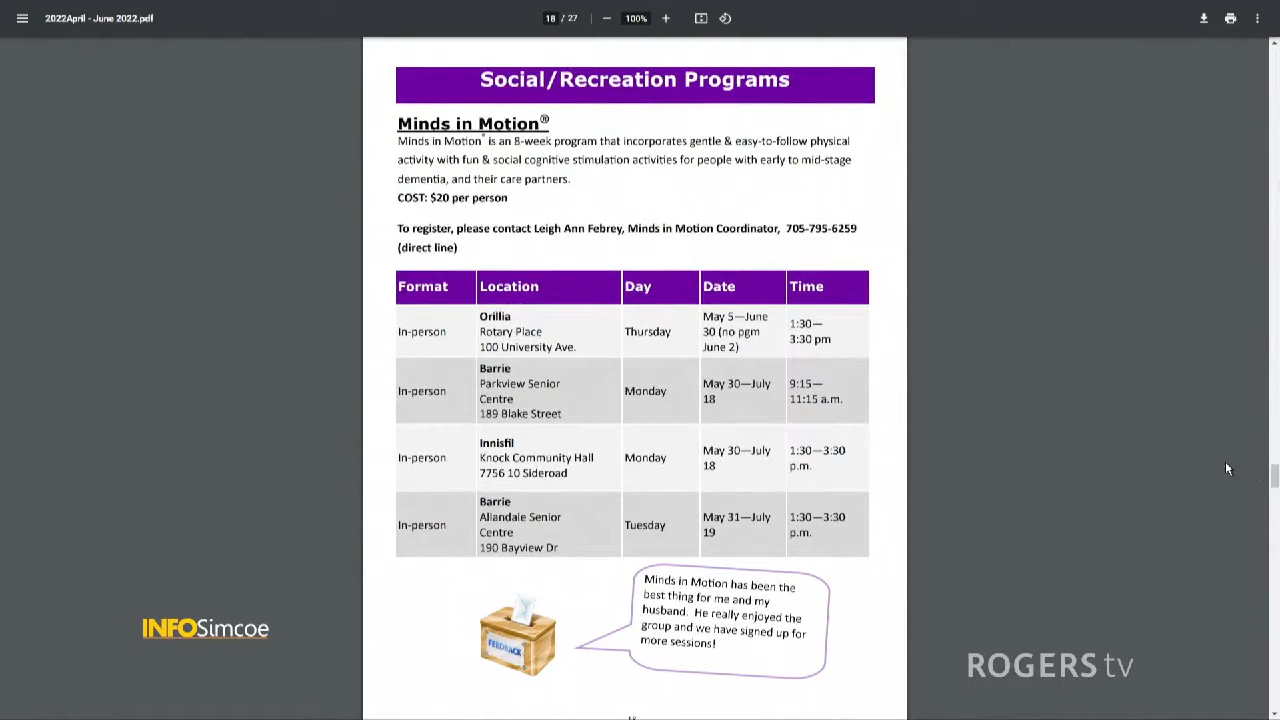 2022April - June 2022.pdf
18 / 27
100%
Social/Recreation Programs
Minds in Motion®
Minds in Motion® is an 8-week program that incorporates gentle & easy-to-follow physical
activity with fun & social cognitive stimulation activities for people with early to mid-stage
dementia, and their care partners.
COST: $20 per person
To register, please contact Leigh Ann Febrey, Minds in Motion Coordinator, 705-795-6259
(direct line)
Format Location Day Date Time
In-person
Orillia
Rotary Place
100 University Ave.
Thursday
May 5—June
30 (no pgm
June 2)
1:30—
3:30 pm
In-person
Barrie
Parkview Senior
Centre
189 Blake Street
Monday
May 30—July
18
9:15—
11:15 a.m.
In-person
Innisfil
Knock Community Hall
7756 10 Sideroad
Monday
May 30—July
18
1:30—3:30
p.m.
In-person
Barrie
Allandale Senior
Centre
190 Bayview Dr
Tuesday
May 31—July
19
1:30—3:30
p.m.
FEEDBACK
Minds in Motion has been the
best thing for me and my
husband. He really enjoyed the
group and we have signed up for
more sessions!
INFOSimcoe
ROGERS tv